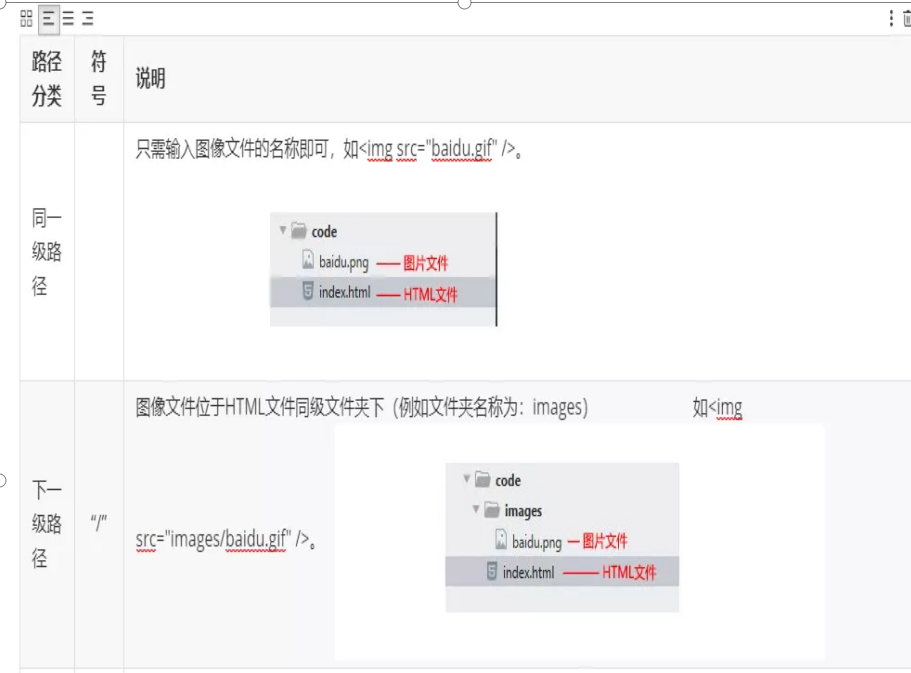 路径
分类
符
号
说明
同一
级路
径
只需输入图像文件的名称即可，如<img src="baidu.gif" />。
code
baidu.png —— 图片文件
index.html —— HTML文件
下一
级路
径
“/”
图像文件位于HTML文件同级文件夹下（例如文件夹名称为：images） 如<img
src="images/baidu.gif" />。
code
images
baidu.png — 图片文件
index.html ——— HTML文件